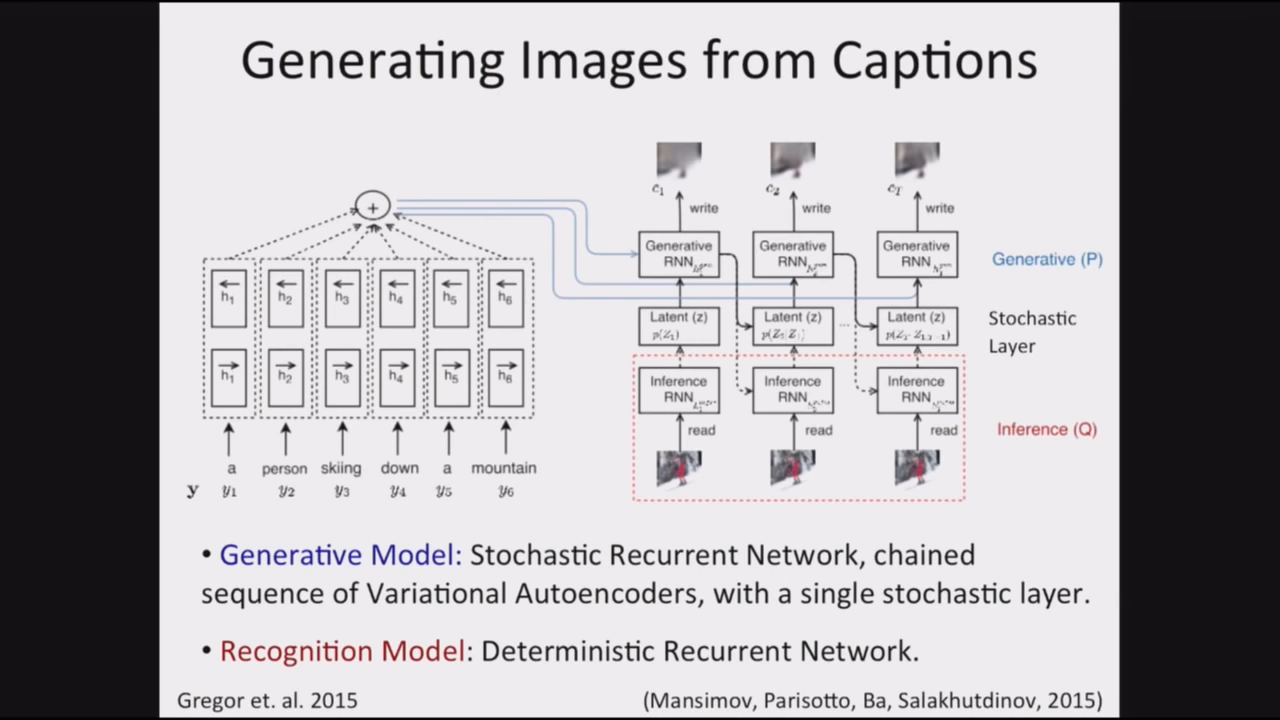 Generating Images from Captions
c1 c2 cT
write write write
Generative RNN Generative RNN Generative RNN
Generative (P)
h1 h2 h3 h4 h5 h6
Latent (z) Latent (z) ... Latent (z)
p(Z1)
Stochastic
Layer
h1 h2 h3 h4 h5 h6
Inference RNN Inference RNN Inference RNN
read read read
Inference (Q)
a person skiing down a mountain
y y1 y2 y3 y4 y5 y6
• Generative Model: Stochastic Recurrent Network, chained
sequence of Variational Autoencoders, with a single stochastic layer.
• Recognition Model: Deterministic Recurrent Network.
Gregor et. al. 2015
(Mansimov, Parisotto, Ba, Salakhutdinov, 2015)